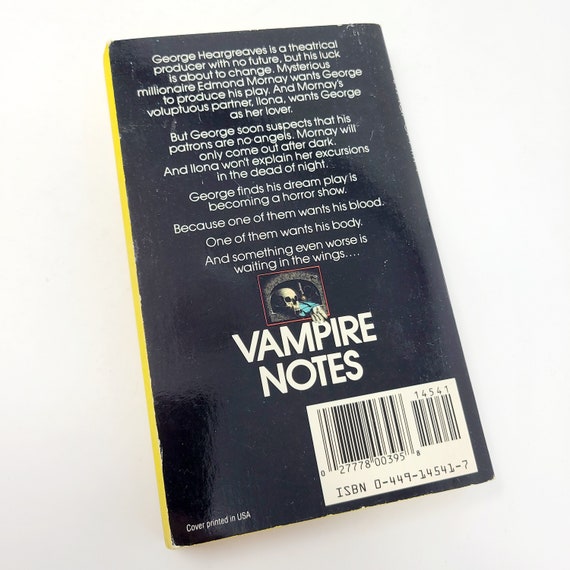 George Heargreaves is a theatrical
producer with no future, but his luck
is about to change. Mysterious
millionaire Edmond Mornay wants George
to produce his play. And Mornay's
voluptuous partner, Ilona, wants George
as her lover.
But George soon suspects that his
patrons are no angels. Mornay will
only come out after dark.
And Ilona won't explain her excursions
in the dead of night.
George finds his dream play is
becoming a horror show.
Because one of them wants his blood.
One of them wants his body.
And something even worse is
waiting in the wings....
VAMPIRE
NOTES
14541
0 27778 00395 8
ISBN 0-449-14541-7
Cover printed in USA